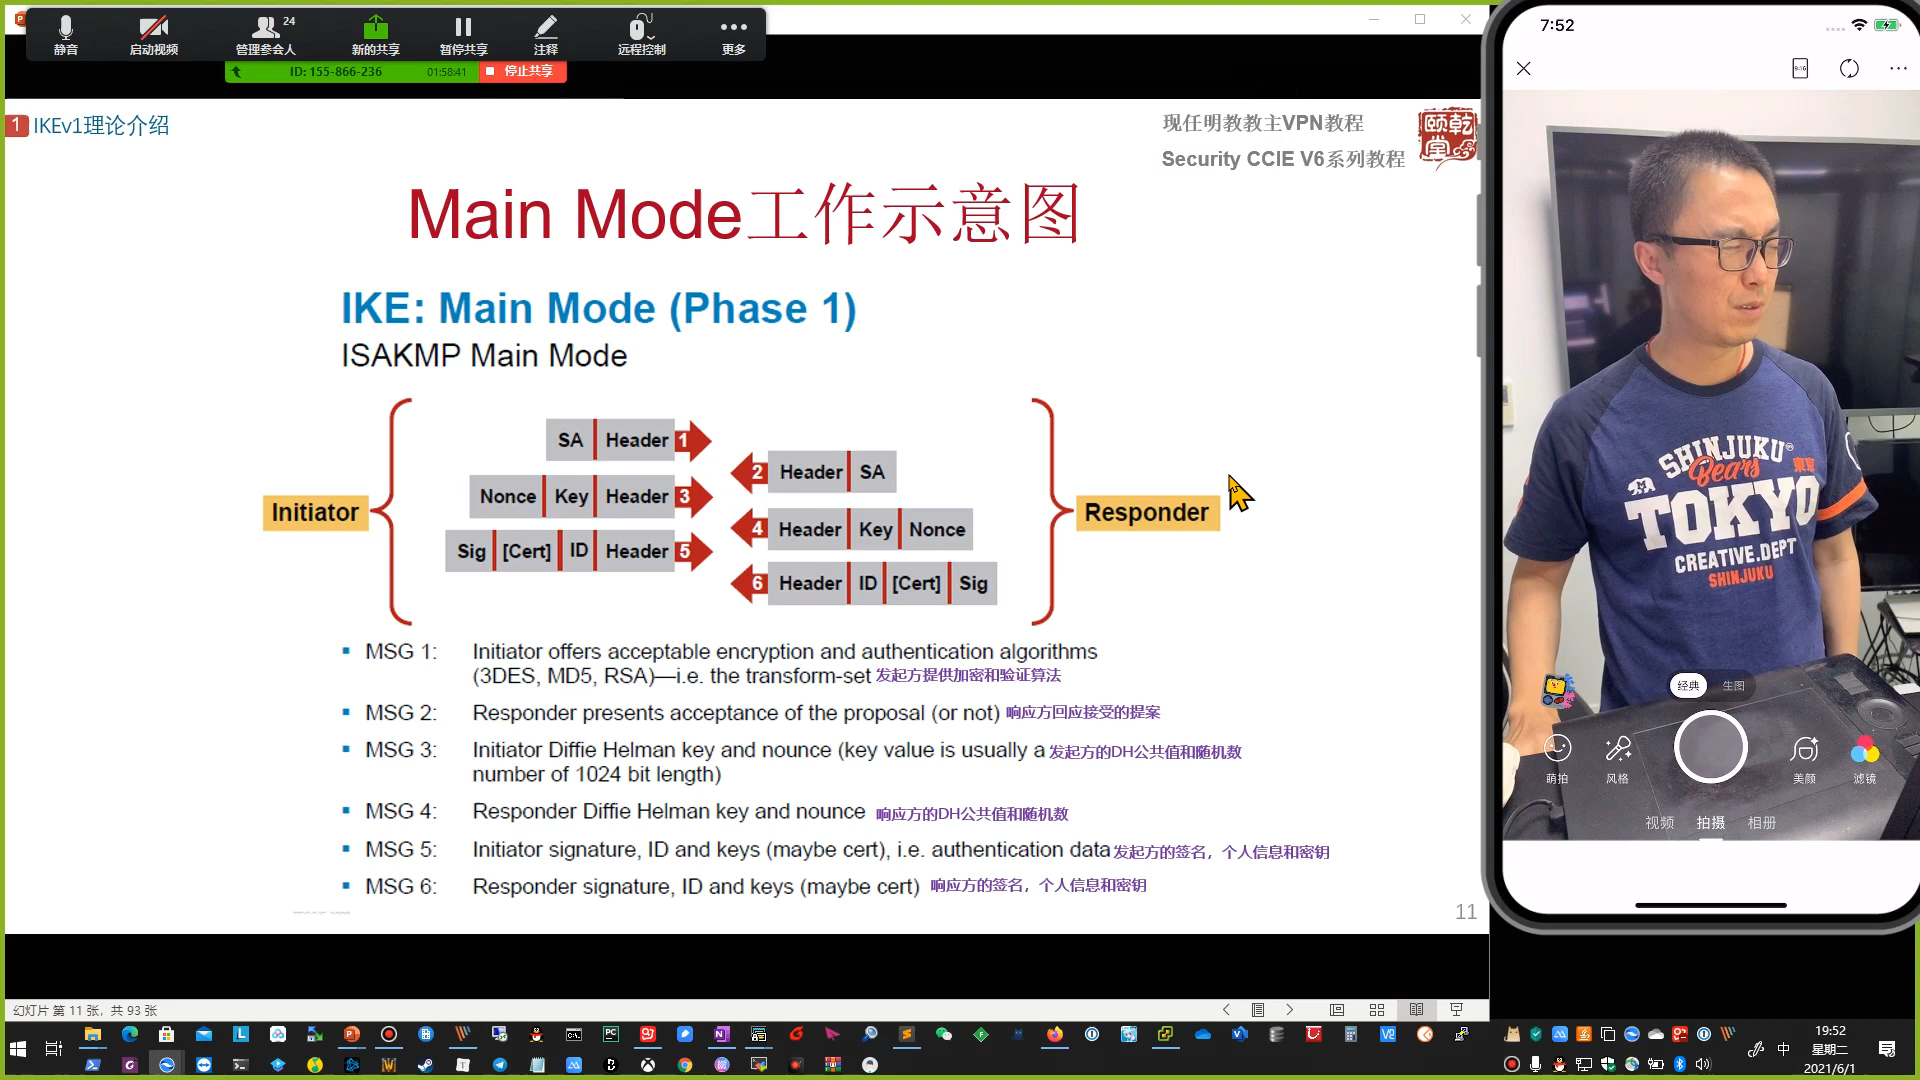 静音
启动视频
管理参会人
24
新的共享
暂停共享
注释
远程控制
更多
ID: 155-866-236
01:58:41
停止共享
1 IKEv1理论介绍
现任明教教主VPN教程
Security CCIE V6系列教程
颐乾堂
Main Mode工作示意图
IKE: Main Mode (Phase 1)
ISAKMP Main Mode
Initiator
SA Header 1
2 Header SA
Nonce Key Header 3
4 Header Key Nonce
Sig [Cert] ID Header 5
6 Header ID [Cert] Sig
Responder
MSG 1: Initiator offers acceptable encryption and authentication algorithms
(3DES, MD5, RSA)—i.e. the transform-set 发起方提供加密和验证算法
MSG 2: Responder presents acceptance of the proposal (or not) 响应方回应接受的提案
MSG 3: Initiator Diffie Helman key and nounce (key value is usually a 发起方的DH公共值和随机数
number of 1024 bit length)
MSG 4: Responder Diffie Helman key and nounce 响应方的DH公共值和随机数
MSG 5: Initiator signature, ID and keys (maybe cert), i.e. authentication data 发起方的签名，个人信息和密钥
MSG 6: Responder signature, ID and keys (maybe cert) 响应方的签名，个人信息和密钥
11
幻灯片 第 11 张，共 93 张
7:52
9:16
SHINJUKU
Bears
東京
TOKYO
CREATIVE.DEPT
SHINJUKU
经典
生图
萌拍
风格
美颜
滤镜
视频
拍摄
相册
中
19:52
星期二
2021/6/1